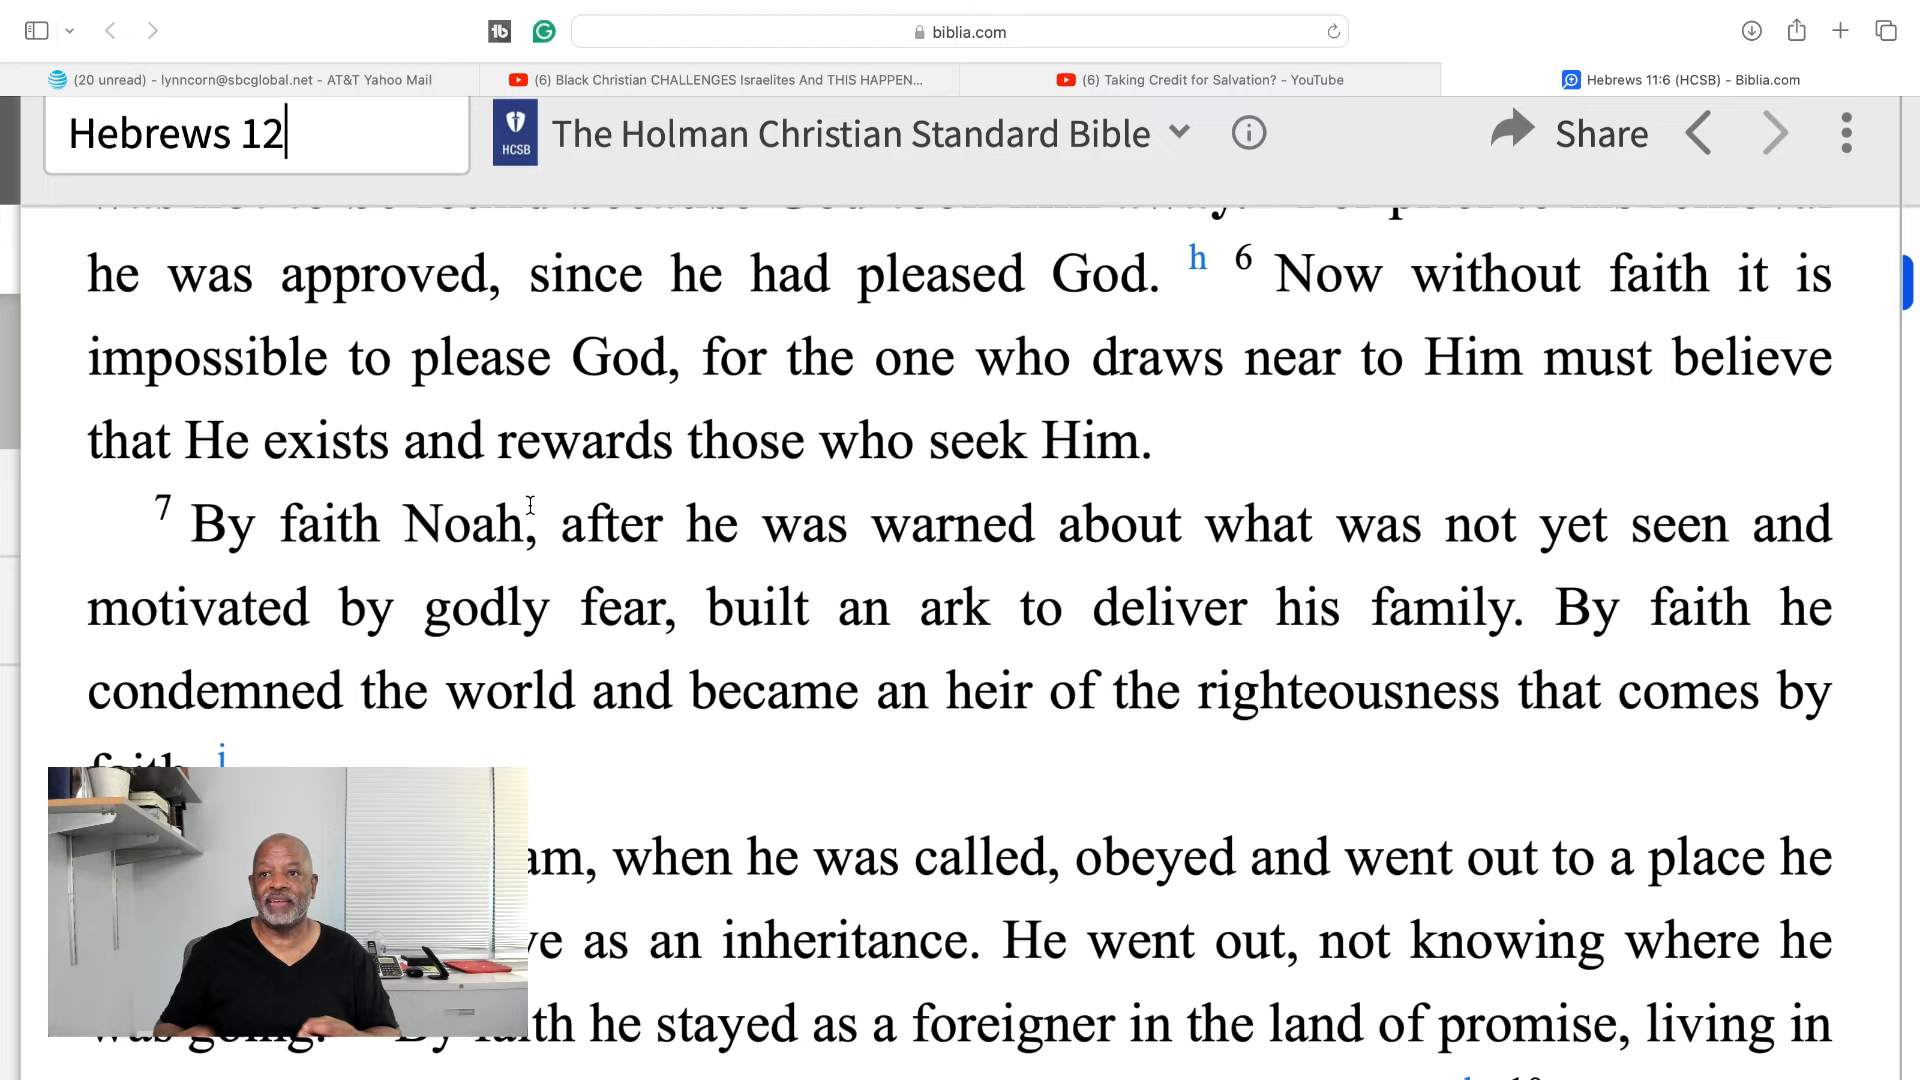 biblia.com
(20 unread) - lynncorn@sbcglobal.net - AT&T Yahoo Mail
(6) Black Christian CHALLENGES Israelites And THIS HAPPEN...
(6) Taking Credit for Salvation? - YouTube
Hebrews 11:6 (HCSB) - Biblia.com
Hebrews 12
HCSB
The Holman Christian Standard Bible
Share
he was approved, since he had pleased God. h 6 Now without faith it is
impossible to please God, for the one who draws near to Him must believe
that He exists and rewards those who seek Him.
7 By faith Noah, after he was warned about what was not yet seen and
motivated by godly fear, built an ark to deliver his family. By faith he
condemned the world and became an heir of the righteousness that comes by
faith. i
am, when he was called, obeyed and went out to a place he
ve as an inheritance. He went out, not knowing where he
was going. By faith he stayed as a foreigner in the land of promise, living in